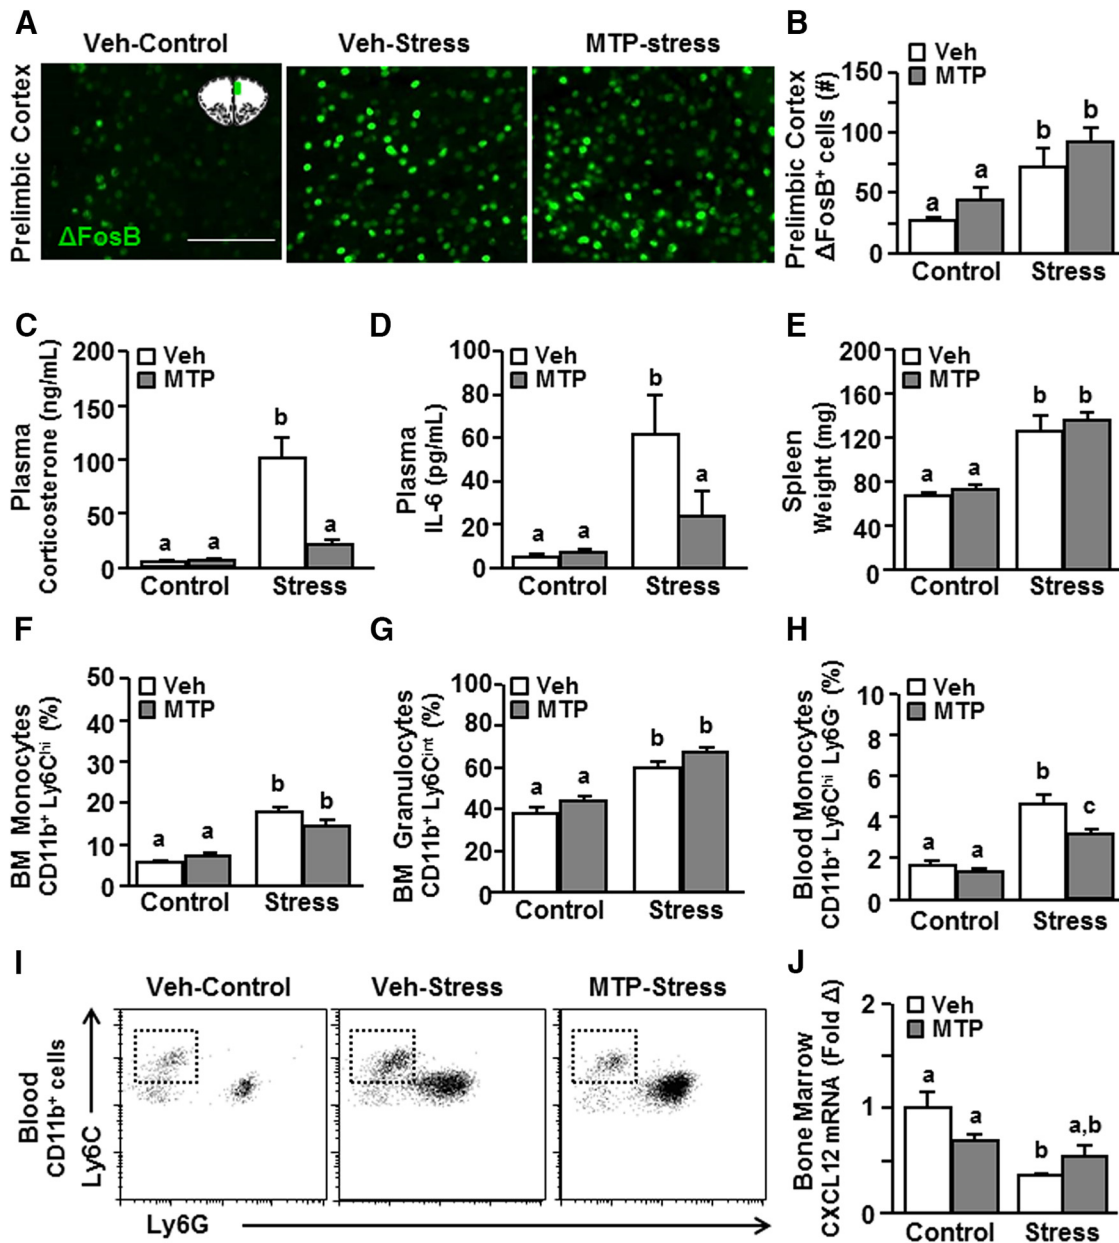 A
Veh-Control
Veh-Stress
MTP-stress
Prelimbic Cortex
ΔFosB
B
Veh
MTP
Prelimbic Cortex
ΔFosB⁺ cells (#)
150
100
50
0
a
a
b
b
Control
Stress
C
Veh
MTP
Plasma
Corticosterone (ng/mL)
200
150
100
50
0
a
a
b
a
Control
Stress
D
Veh
MTP
Plasma
IL-6 (pg/mL)
100
80
60
40
20
0
a
a
b
a
Control
Stress
E
Veh
MTP
Spleen
Weight (mg)
200
160
120
80
40
0
a
a
b
b
Control
Stress
F
Veh
MTP
BM Monocytes
CD11b⁺ Ly6Cʰⁱ (%)
50
40
30
20
10
0
a
a
b
b
Control
Stress
G
Veh
MTP
BM Granulocytes
CD11b⁺ Ly6Cⁱⁿᵗ (%)
100
80
60
40
20
0
a
a
b
b
Control
Stress
H
Veh
MTP
Blood Monocytes
CD11b⁺ Ly6Cʰⁱ Ly6G⁻ (%)
10
8
6
4
2
0
a
a
b
c
Control
Stress
I
Veh-Control
Veh-Stress
MTP-Stress
Blood
CD11b⁺ cells
Ly6C
Ly6G
J
Veh
MTP
Bone Marrow
CXCL12 mRNA (Fold Δ)
2
1
0
a
a
b
a,b
Control
Stress